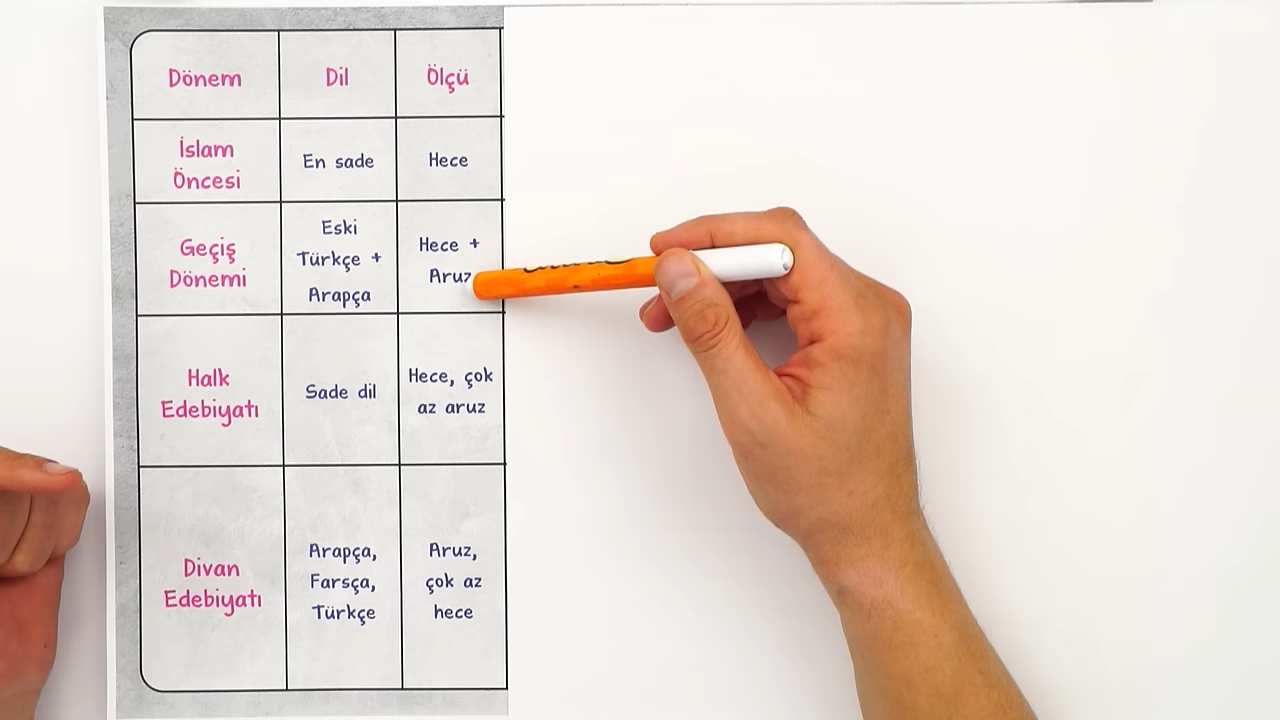 Dönem
Dil
Ölçü
İslam
Öncesi
En sade
Hece
Geçiş
Dönemi
Eski
Türkçe +
Arapça
Hece +
Aruz
Halk
Edebiyatı
Sade dil
Hece, çok
az aruz
Divan
Edebiyatı
Arapça,
Farsça,
Türkçe
Aruz,
çok az
hece